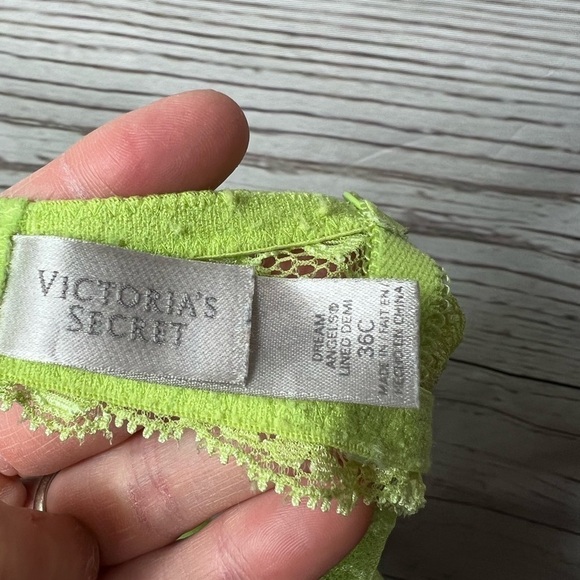 VICTORIA'S
SECRET
DREAM
ANGELS®
LINED DEMI
36C
MADE IN / FAIT EN /
HECHO EN CHINA